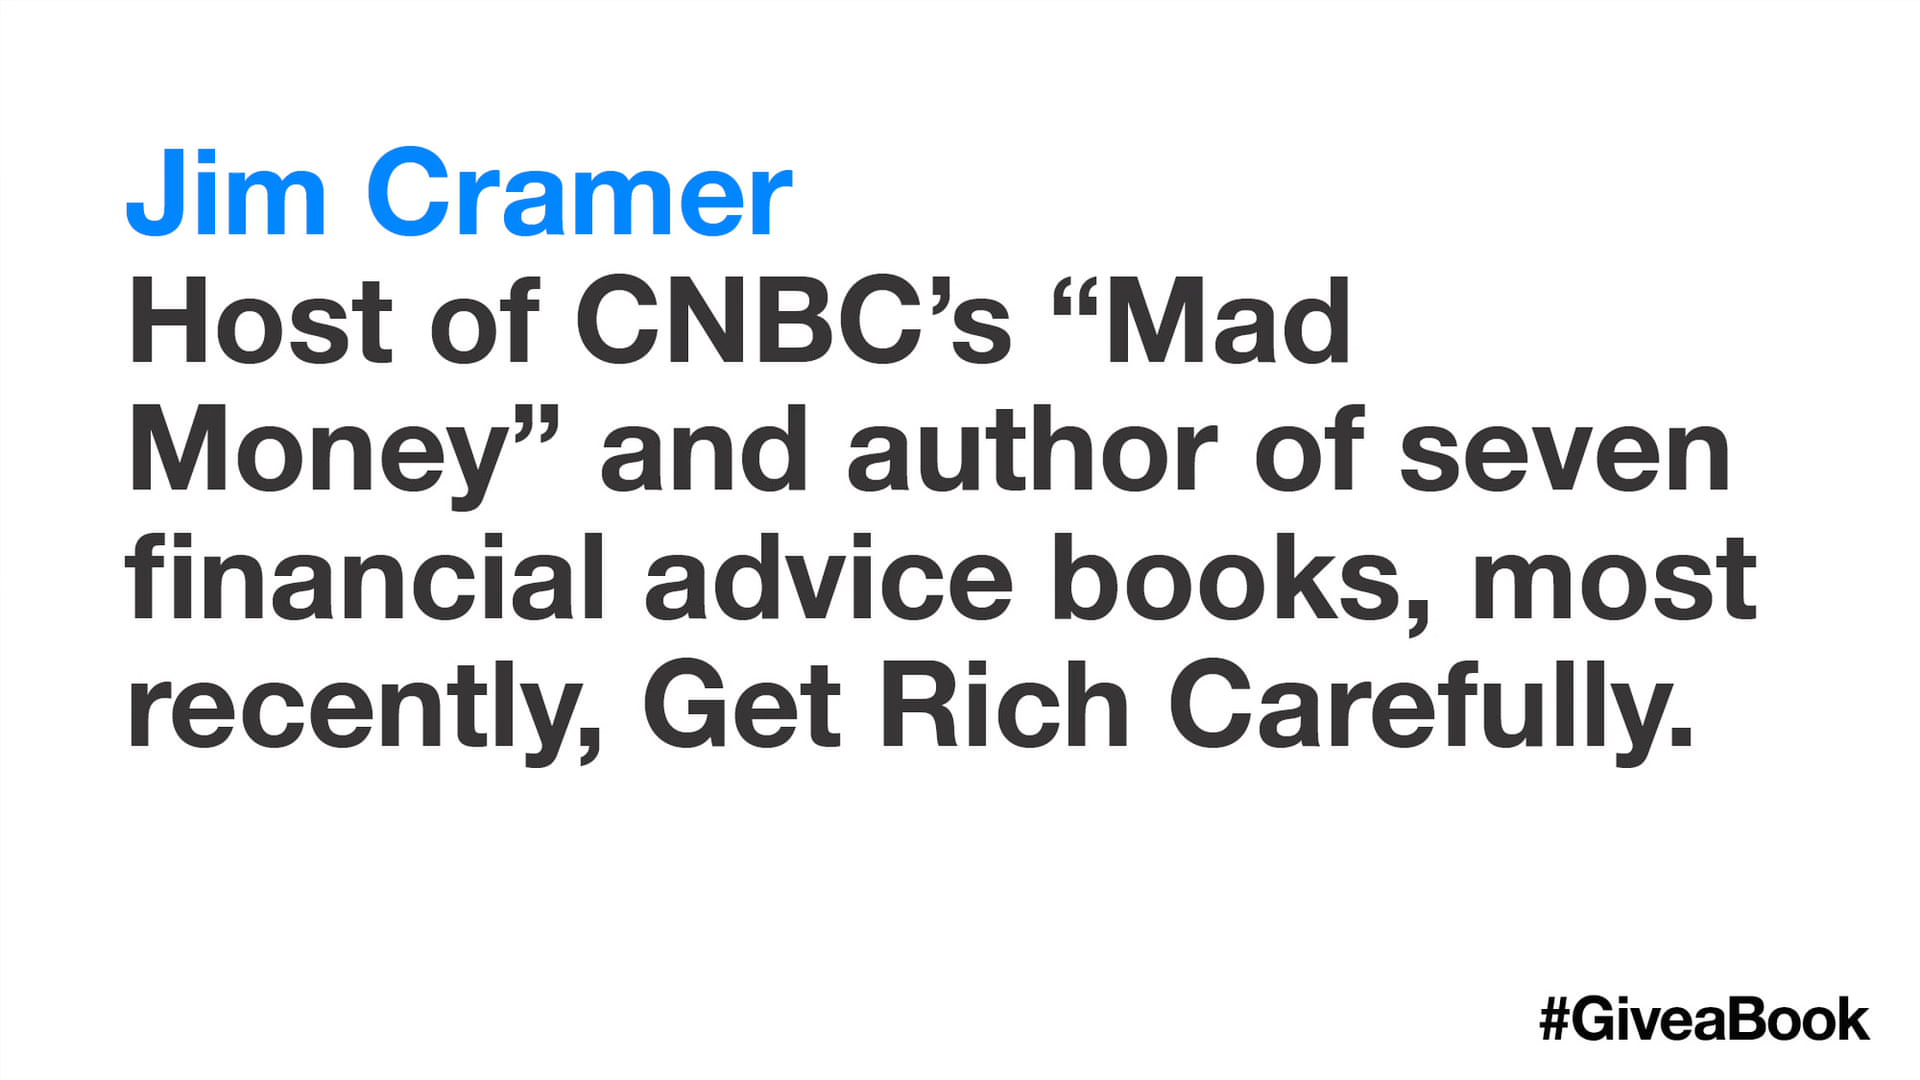 Jim Cramer
Host of CNBC’s “Mad
Money” and author of seven
financial advice books, most
recently, Get Rich Carefully.
#GiveaBook